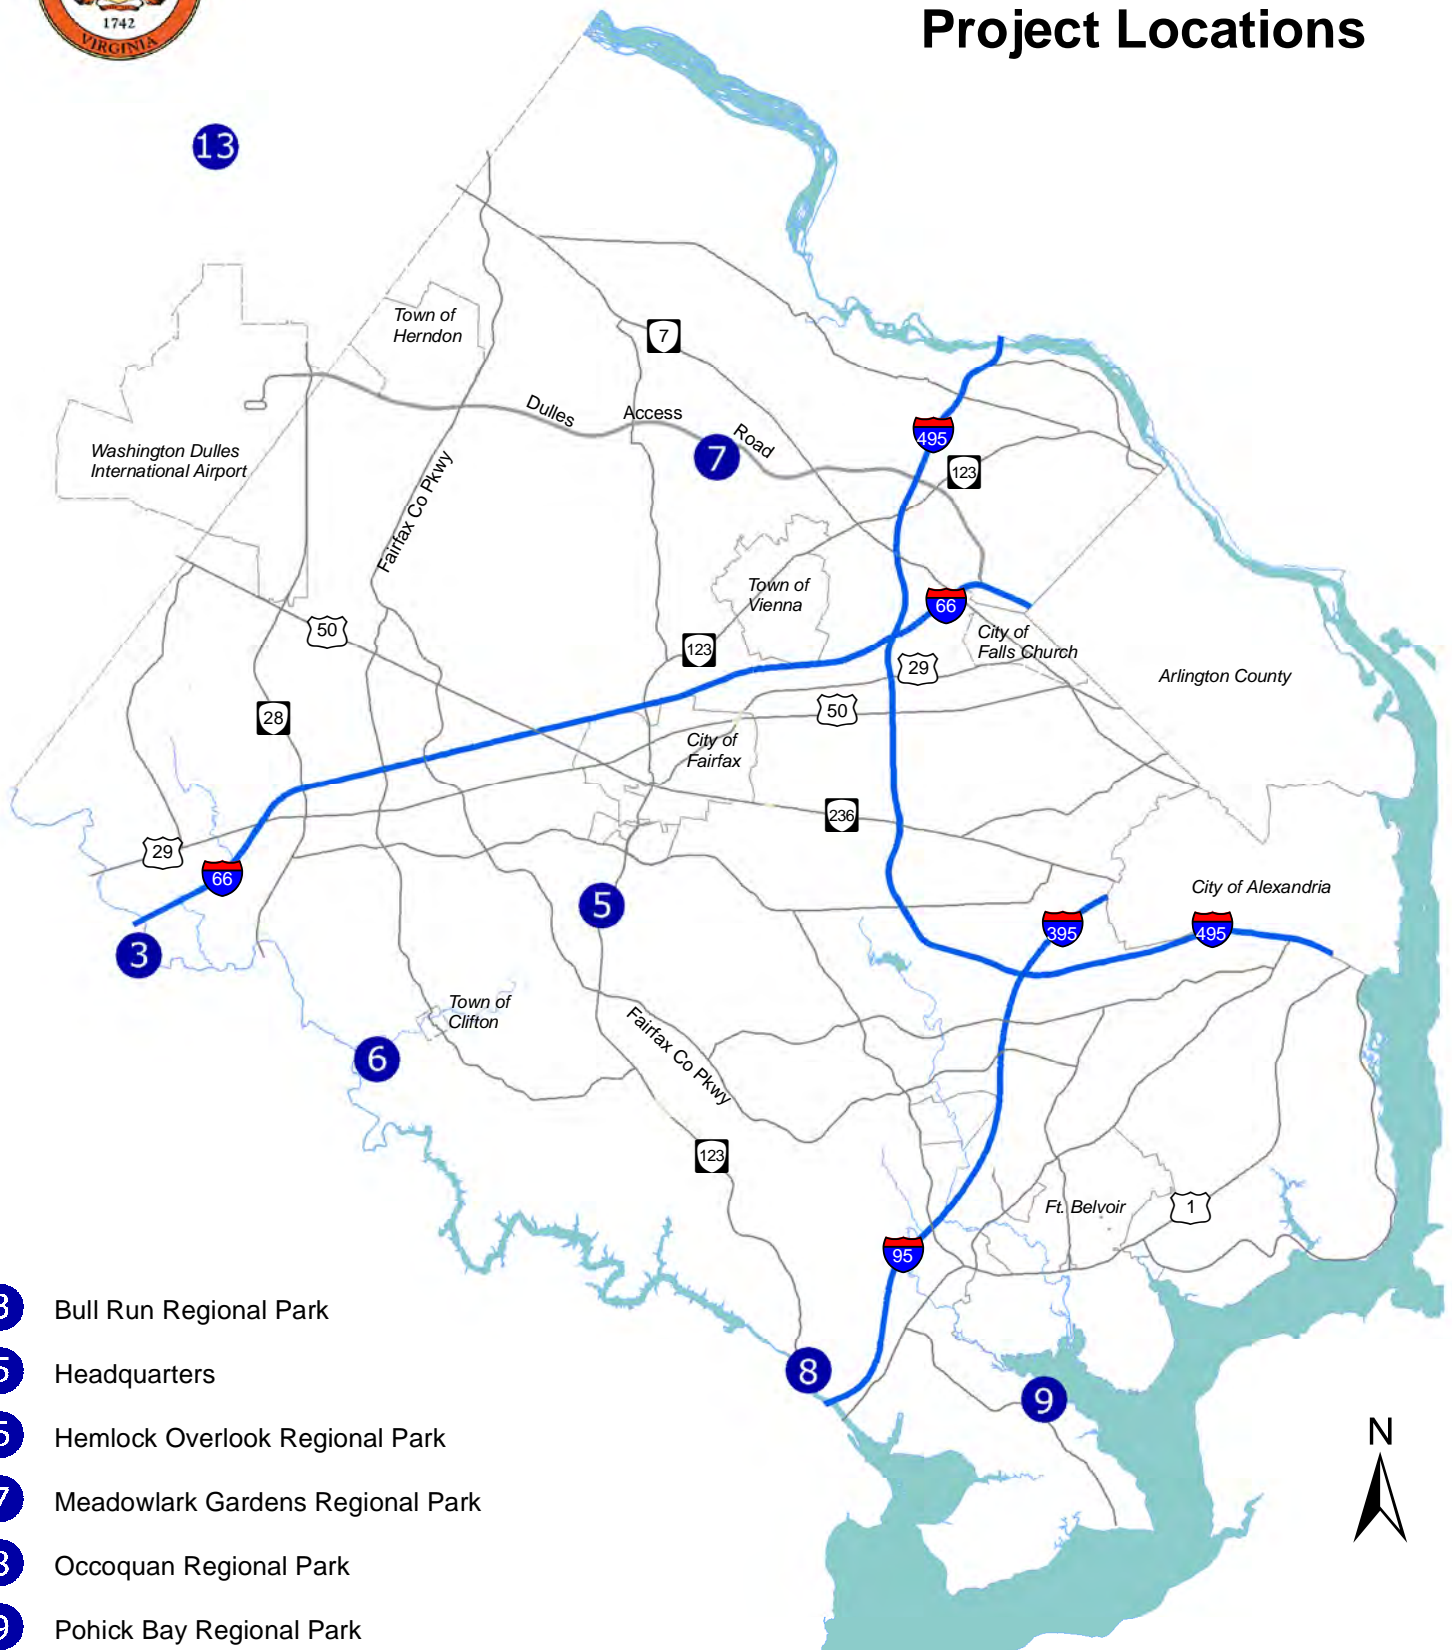 1742
VIRGINIA
Project Locations
13
Town of
Herndon
7
Dulles
Access
Road
495
7
123
Washington Dulles
International Airport
Fairfax Co Pkwy
Town of
Vienna
66
50
City of
Falls Church
123
29
Arlington County
28
50
City of
Fairfax
236
29
66
City of Alexandria
5
395
495
3
Town of
Clifton
Fairfax Co Pkwy
6
123
Ft. Belvoir
1
95
8
9
N
Bull Run Regional Park
Headquarters
Hemlock Overlook Regional Park
7 Meadowlark Gardens Regional Park
Occoquan Regional Park
9 Pohick Bay Regional Park